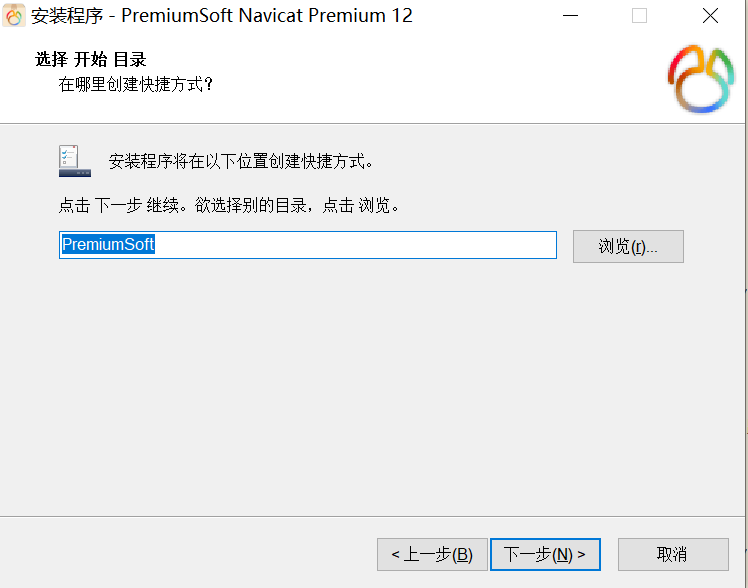 安装程序 - PremiumSoft Navicat Premium 12
选择 开始 目录
在哪里创建快捷方式?
安装程序将在以下位置创建快捷方式。
点击 下一步 继续。欲选择别的目录，点击 浏览。
PremiumSoft
浏览(r)...
< 上一步(B)
下一步(N) >
取消